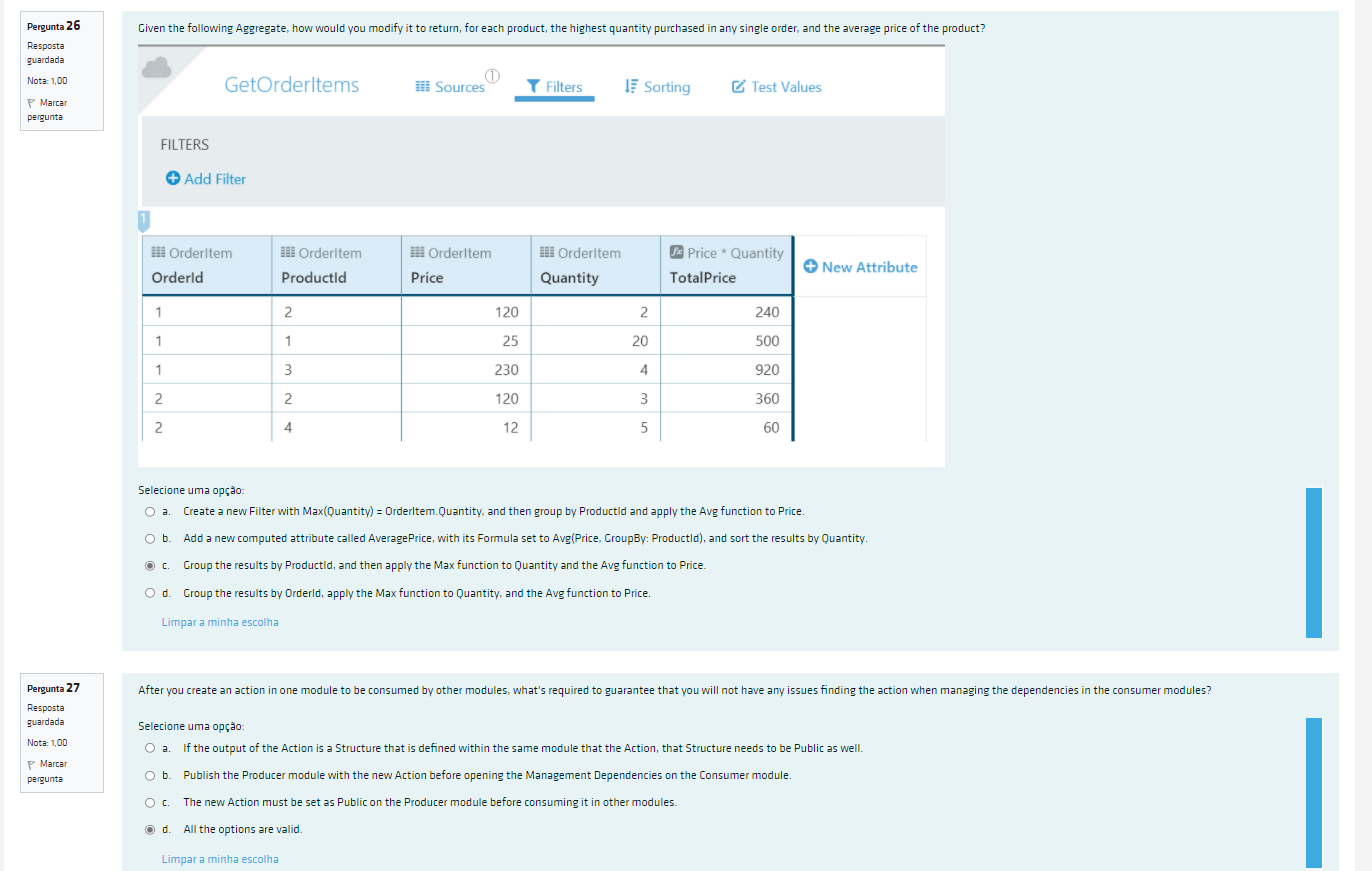 Pergunta 26
Resposta
guardada
Nota: 1,00
Marcar
pergunta
Given the following Aggregate, how would you modify it to return, for each product, the highest quantity purchased in any single order, and the average price of the product?
GetOrderItems
Sources 1
Filters
Sorting
Test Values
FILTERS
Add Filter
1
OrderItem OrderItem OrderItem OrderItem Price * Quantity
OrderId ProductId Price Quantity TotalPrice
New Attribute
1 2 120 2 240
1 1 25 20 500
1 3 230 4 920
2 2 120 3 360
2 4 12 5 60
Selecione uma opção:
a. Create a new Filter with Max(Quantity) = OrderItem.Quantity, and then group by ProductId and apply the Avg function to Price.
b. Add a new computed attribute called AveragePrice, with its Formula set to Avg(Price, GroupBy: ProductId), and sort the results by Quantity.
c. Group the results by ProductId, and then apply the Max function to Quantity and the Avg function to Price.
d. Group the results by OrderId, apply the Max function to Quantity, and the Avg function to Price.
Limpar a minha escolha
Pergunta 27
Resposta
guardada
Nota: 1,00
Marcar
pergunta
After you create an action in one module to be consumed by other modules, what's required to guarantee that you will not have any issues finding the action when managing the dependencies in the consumer modules?
Selecione uma opção:
a. If the output of the Action is a Structure that is defined within the same module that the Action, that Structure needs to be Public as well.
b. Publish the Producer module with the new Action before opening the Management Dependencies on the Consumer module.
c. The new Action must be set as Public on the Producer module before consuming it in other modules.
d. All the options are valid.
Limpar a minha escolha